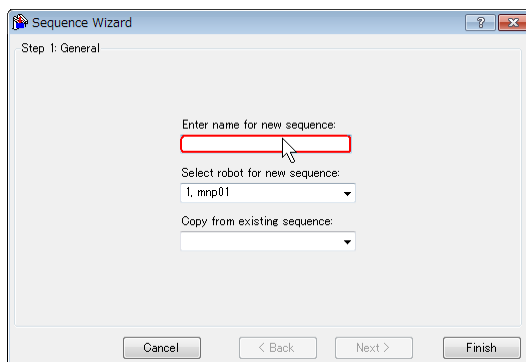 Sequence Wizard
Step 1: General
Enter name for new sequence:
Select robot for new sequence:
1, mnp01
Copy from existing sequence:
Cancel
< Back
Next >
Finish